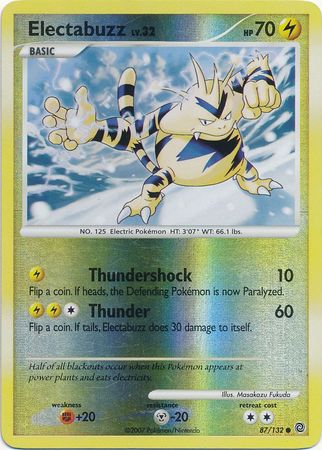 Electabuzz LV.32 HP 70
BASIC
NO. 125 Electric Pokémon HT: 3'07" WT: 66.1 lbs.
Thundershock 10
Flip a coin. If heads, the Defending Pokémon is now Paralyzed.
Thunder 60
Flip a coin. If tails, Electabuzz does 30 damage to itself.
Half of all blackouts occur when this Pokémon appears at
power plants and eats electricity.
Illus. Masakazu Fukuda
weakness resistance retreat cost
+20 -20
©2007 Pokémon/Nintendo 87/132